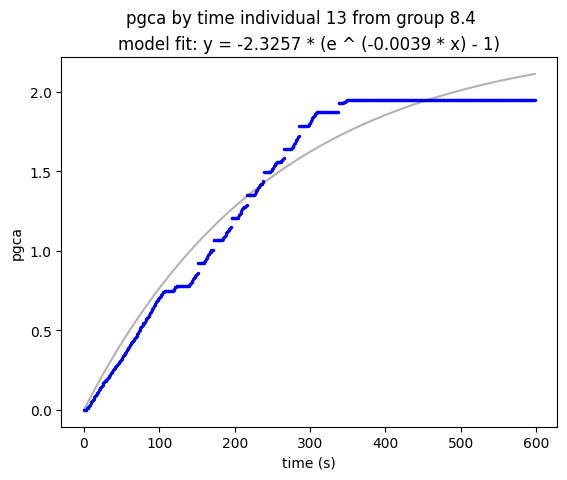 pgca by time individual 13 from group 8.4
model fit: y = -2.3257 * (e ^ (-0.0039 * x) - 1)
2.0
1.5
1.0
0.5
0.0
pgca
0 100 200 300 400 500 600
time (s)